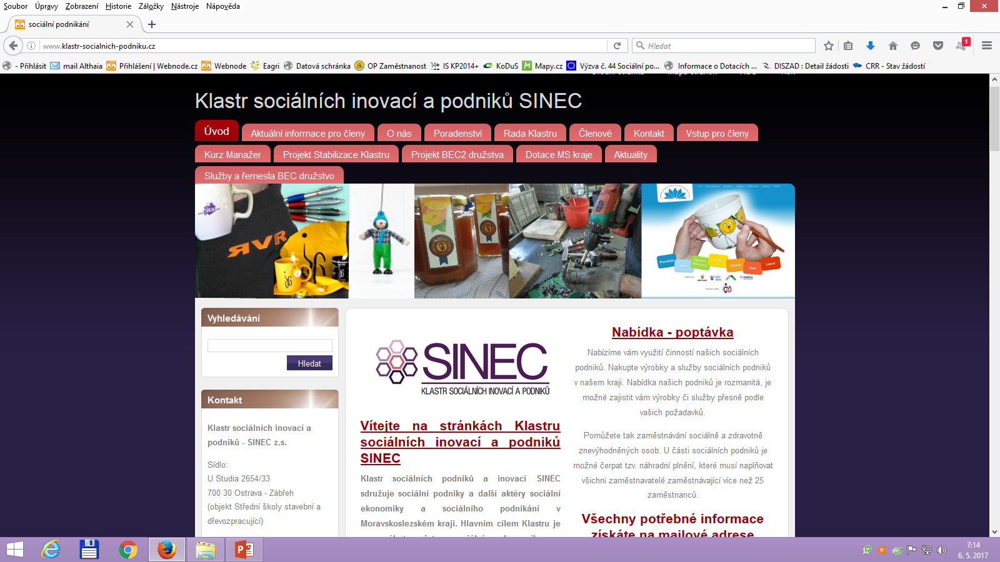 Soubor Úpravy Zobrazení Historie Záložky Nástroje Nápověda
sociální podnikání
www.klastr-socialnich-podniku.cz
Hledat
1
- Přihlásit mail Althaia Přihlášení | Webnode.cz Webnode Eagri Datová schránka OP Zaměstnanost IS KP2014+ KoDuS Mapy.cz Výzva č. 44 Sociální po... Informace o Dotacích ... DISZAD : Detail žádosti CRR - Stav žádostí
Klastr sociálních inovací a podniků SINEC
Úvod Aktuální informace pro členy O nás Poradenství Rada Klastru Členové Kontakt Vstup pro členy
Kurz Manažer Projekt Stabilizace Klastru Projekt BEC2 družstva Dotace MS kraje Aktuality
Služby a řemesla BEC družstvo
Porcelán
Laser
Kov
Vyhledávání
Hledat
Kontakt
Klastr sociálních inovací a
podniků - SINEC z.s.
Sídlo:
U Studia 2654/33
700 30 Ostrava - Zábřeh
(objekt Střední školy stavební a
dřevozpracující)
SINEC
KLASTR SOCIÁLNÍCH INOVACÍ A PODNIKŮ
Vítejte na stránkách Klastru
sociálních inovací a podniků
SINEC
Klastr sociálních podniků a inovací SINEC
sdružuje sociální podniky a další aktéry sociální
ekonomiky a sociálního podnikání v
Moravskoslezském kraji. Hlavním cílem Klastru je
Nabídka - poptávka
Nabízíme vám využití činností našich sociálních
podniků. Nakupte výrobky a služby sociálních podniků
v našem kraji. Nabídka našich podniků je rozmanitá, je
možné zajistit vám výrobky či služby přesně podle
vašich požadavků.
Pomůžete tak zaměstnávání sociálně a zdravotně
znevýhodněných osob. U části sociálních podniků je
možné čerpat tzv. náhradní plnění, které musí naplňovat
všichni zaměstnavatelé zaměstnávající více než 25
zaměstnanců.
Všechny potřebné informace
získáte na mailové adrese
7:14
6. 5. 2017